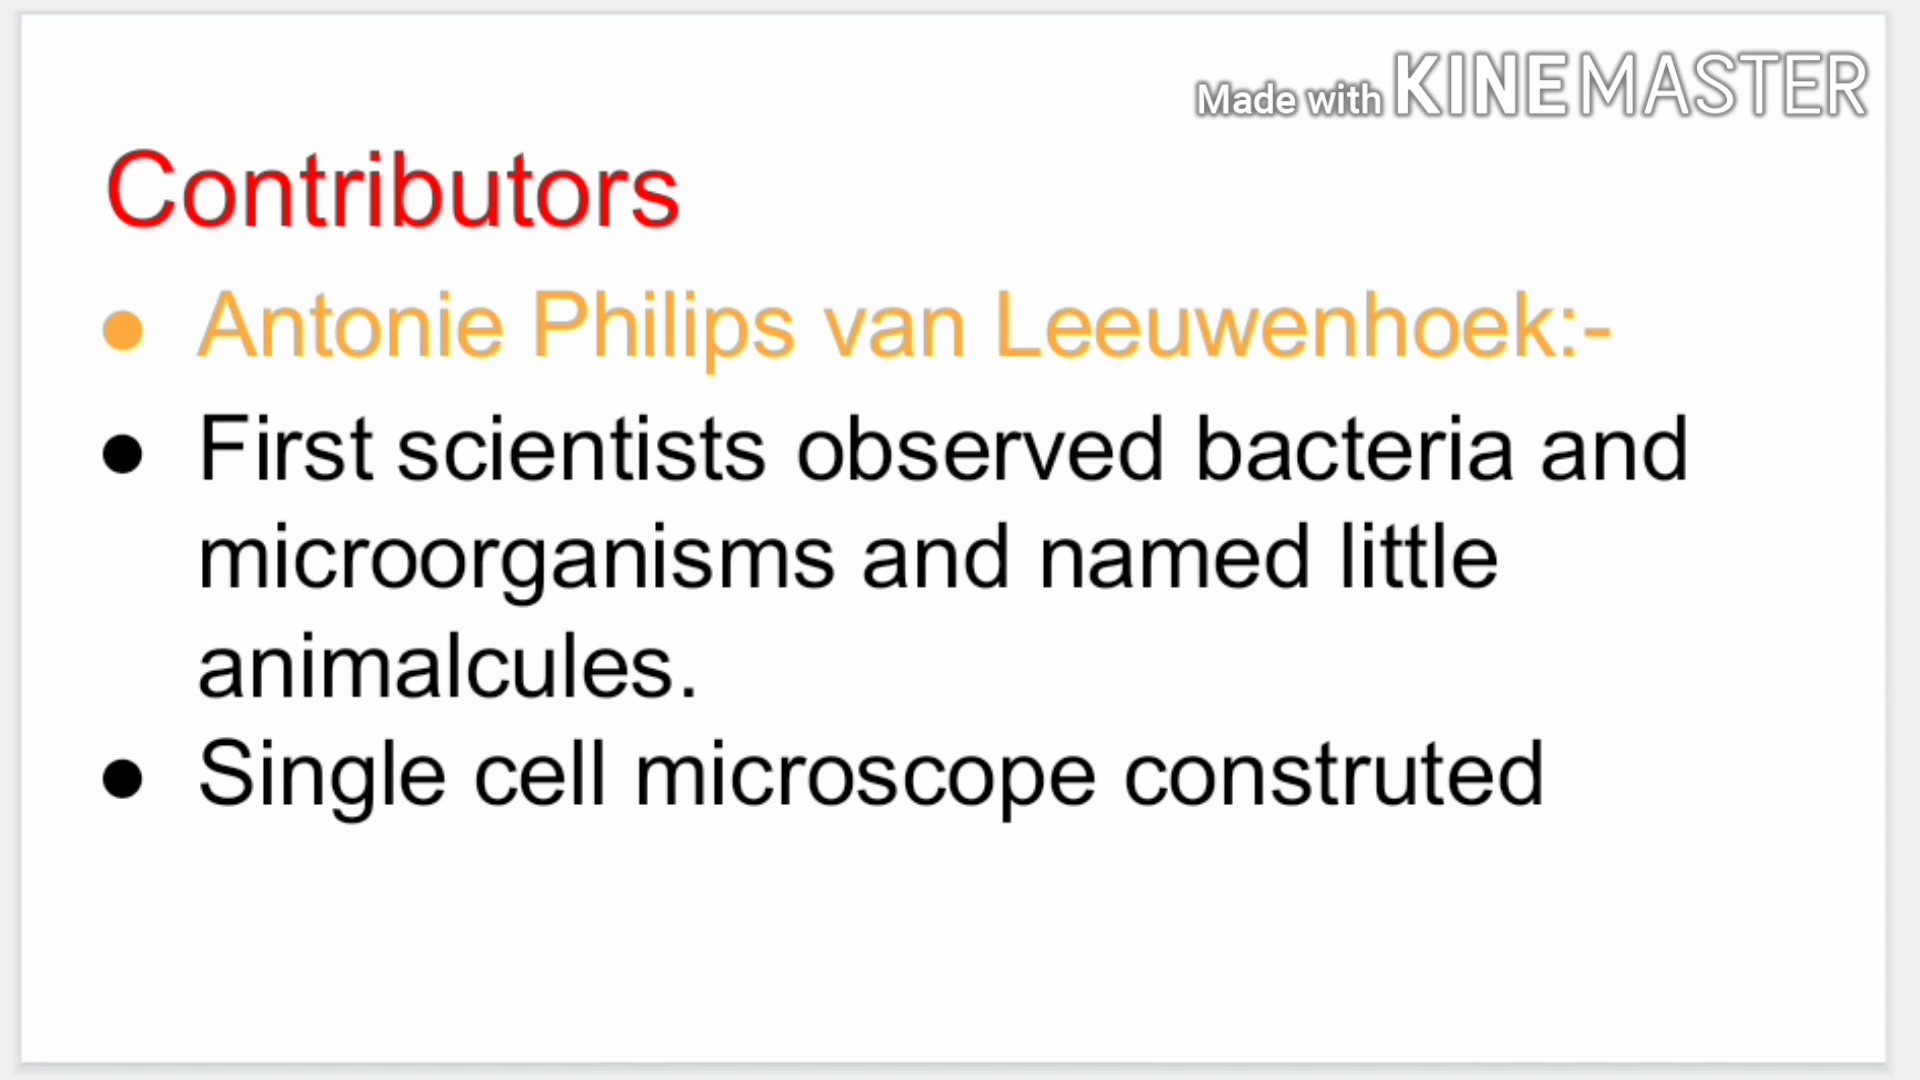 Made with KINEMASTER
Contributors
● Antonie Philips van Leeuwenhoek:-
● First scientists observed bacteria and
microorganisms and named little
animalcules.
● Single cell microscope construted